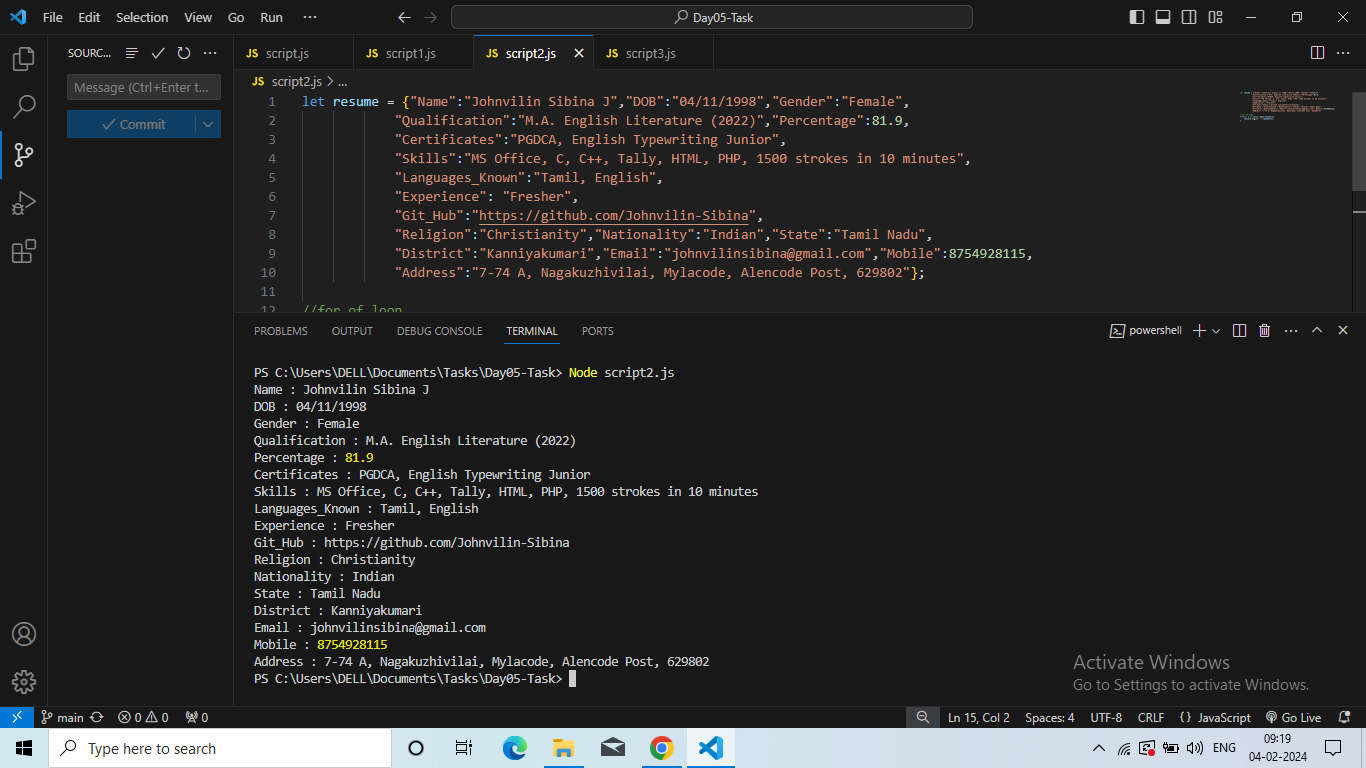 File Edit Selection View Go Run ··· Day05-Task
SOURC... JS script.js JS script1.js JS script2.js JS script3.js
JS script2.js > ...
Message (Ctrl+Enter t...
Commit
1 let resume = {"Name":"Johnvilin Sibina J","DOB":"04/11/1998","Gender":"Female",
2 "Qualification":"M.A. English Literature (2022)","Percentage":81.9,
3 "Certificates":"PGDCA, English Typewriting Junior",
4 "Skills":"MS Office, C, C++, Tally, HTML, PHP, 1500 strokes in 10 minutes",
5 "Languages_Known":"Tamil, English",
6 "Experience": "Fresher",
7 "Git_Hub":"https://github.com/Johnvilin-Sibina",
8 "Religion":"Christianity","Nationality":"Indian","State":"Tamil Nadu",
9 "District":"Kanniyakumari","Email":"johnvilinsibina@gmail.com","Mobile":8754928115,
10 "Address":"7-74 A, Nagakuzhivilai, Mylacode, Alencode Post, 629802"};
11
12 //for of loop
PROBLEMS OUTPUT DEBUG CONSOLE TERMINAL PORTS powershell
PS C:\Users\DELL\Documents\Tasks\Day05-Task> Node script2.js
Name : Johnvilin Sibina J
DOB : 04/11/1998
Gender : Female
Qualification : M.A. English Literature (2022)
Percentage : 81.9
Certificates : PGDCA, English Typewriting Junior
Skills : MS Office, C, C++, Tally, HTML, PHP, 1500 strokes in 10 minutes
Languages_Known : Tamil, English
Experience : Fresher
Git_Hub : https://github.com/Johnvilin-Sibina
Religion : Christianity
Nationality : Indian
State : Tamil Nadu
District : Kanniyakumari
Email : johnvilinsibina@gmail.com
Mobile : 8754928115
Address : 7-74 A, Nagakuzhivilai, Mylacode, Alencode Post, 629802
PS C:\Users\DELL\Documents\Tasks\Day05-Task>
Activate Windows
Go to Settings to activate Windows.
main 0 0 0 Ln 15, Col 2 Spaces: 4 UTF-8 CRLF {} JavaScript Go Live
Type here to search ENG 09:19
04-02-2024